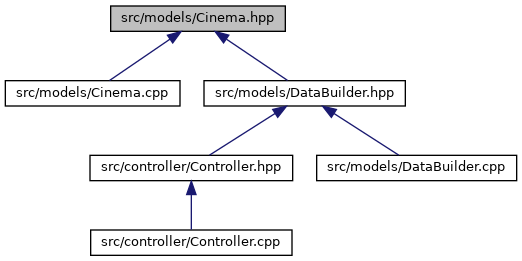 src/models/Cinema.hpp
src/models/Cinema.cpp
src/models/DataBuilder.hpp
src/controller/Controller.hpp
src/models/DataBuilder.cpp
src/controller/Controller.cpp